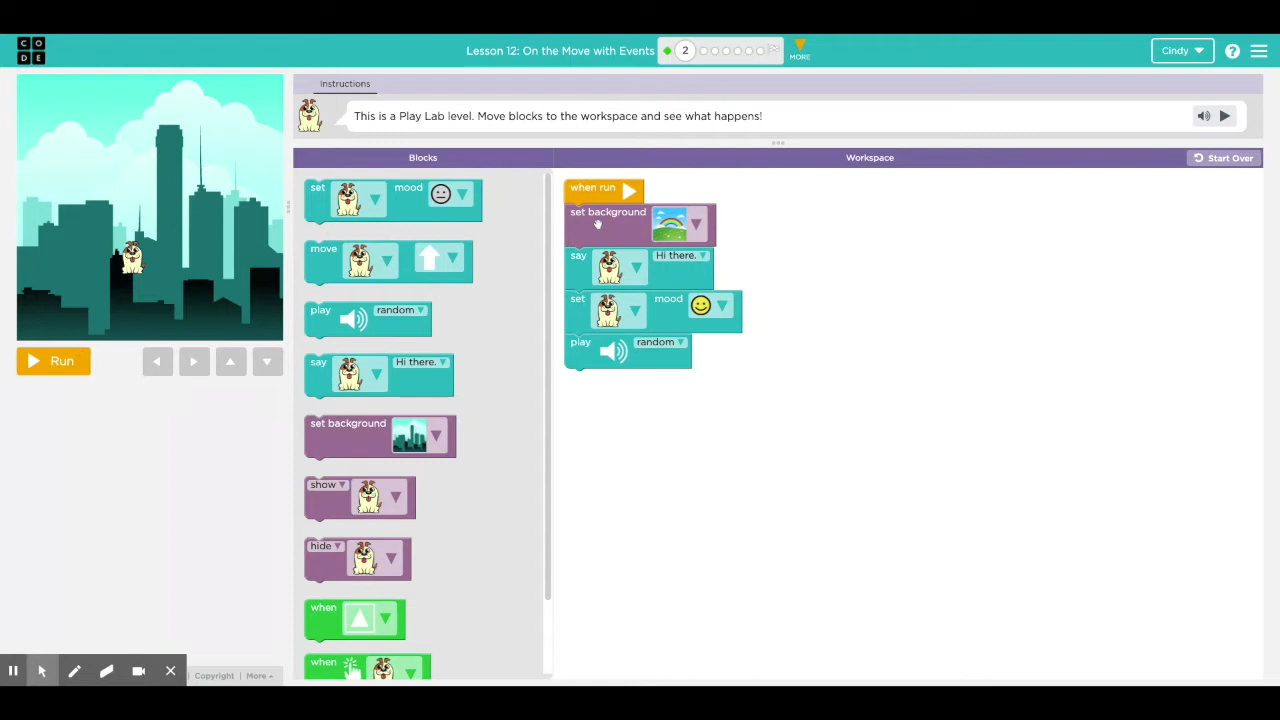 CODE
Lesson 12: On the Move with Events
2
MORE
Cindy
?
Instructions
This is a Play Lab level. Move blocks to the workspace and see what happens!
Blocks
Workspace
Start Over
set mood
move
play random
say Hi there.
set background
show
hide
when
when
when run
set background
say Hi there.
set mood
play random
Run
Copyright
More